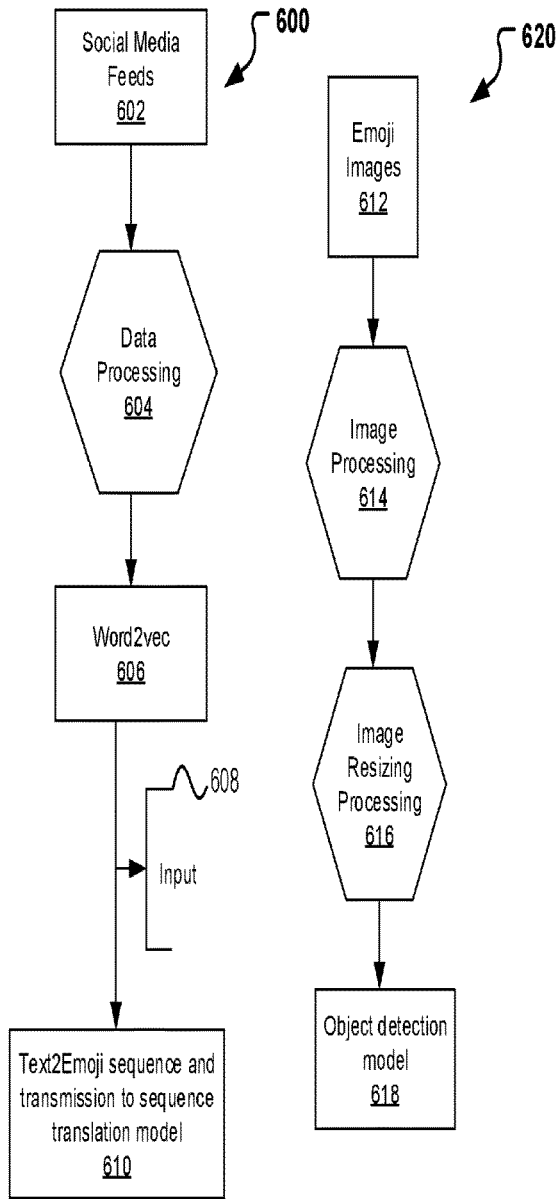 600
Social Media
Feeds
602
Data
Processing
604
Word2vec
606
608
Input
Text2Emoji sequence and
transmission to sequence
translation model
610
620
Emoji
Images
612
Image
Processing
614
Image
Resizing
Processing
616
Object detection
model
618